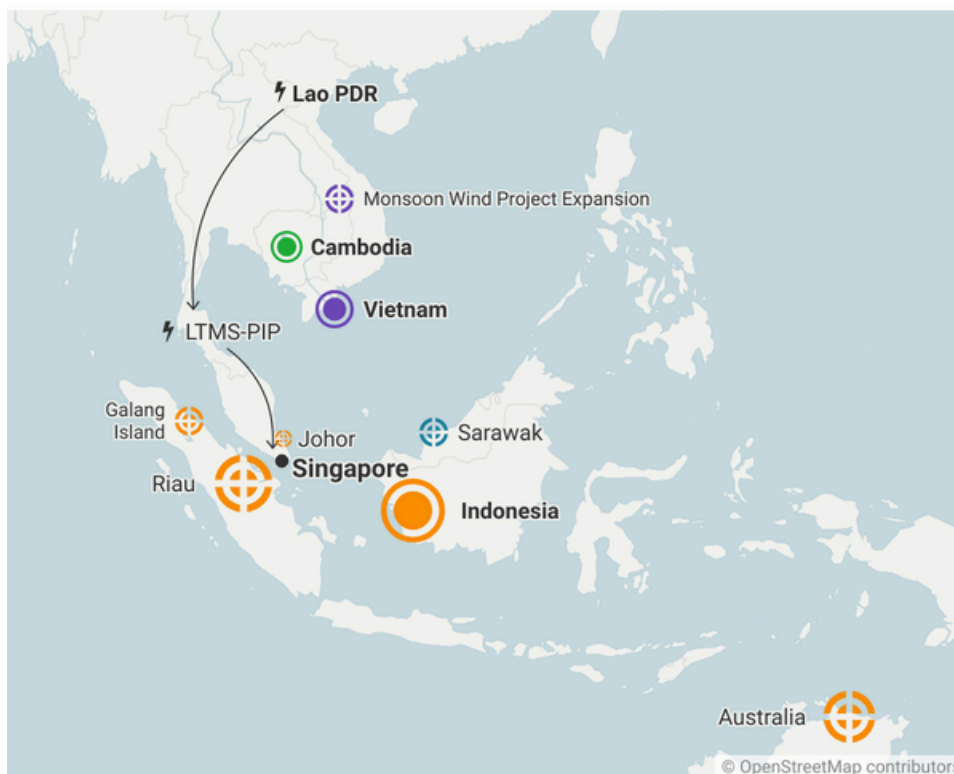 Lao PDR
Monsoon Wind Project Expansion
Cambodia
Vietnam
LTMS-PIP
Galang
Island
Johor
Sarawak
Singapore
Riau
Indonesia
Australia
© OpenStreetMap contributors